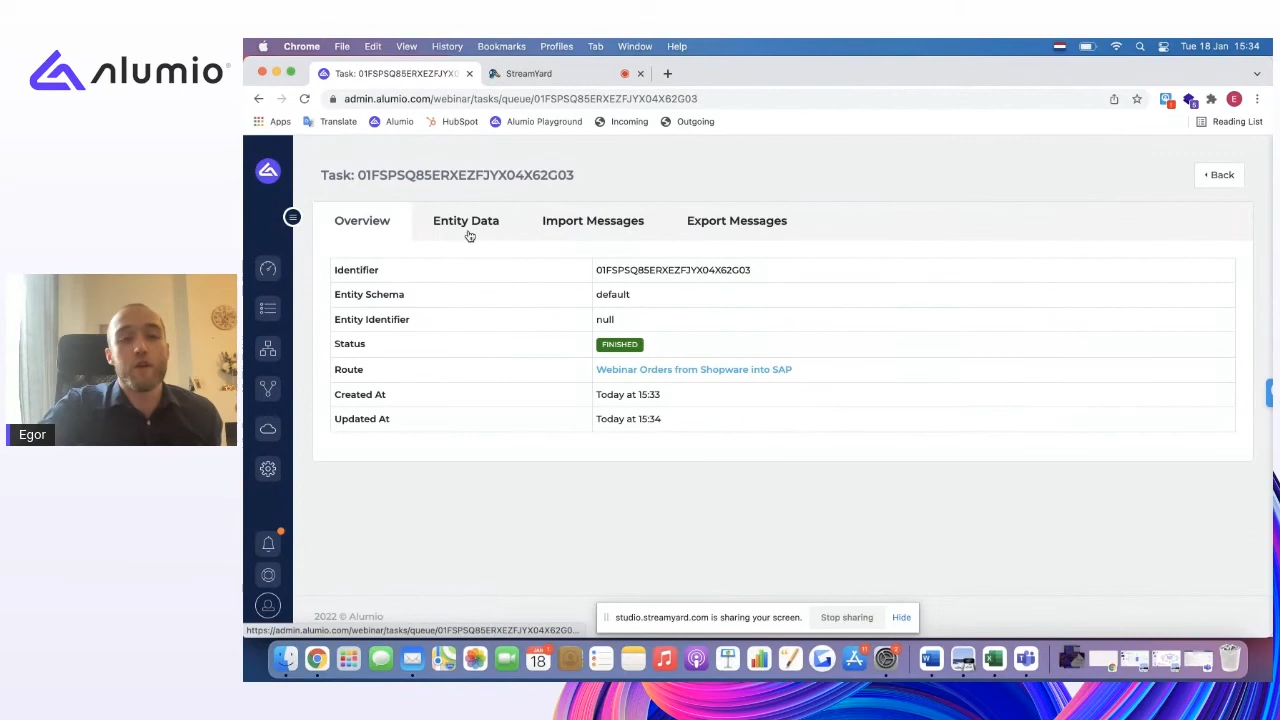 alumio®
Chrome File Edit View History Bookmarks Profiles Tab Window Help Tue 18 Jan 15:34
Task: 01FSPSQ85ERXEZFJYX0 StreamYard
admin.alumio.com/webinar/tasks/queue/01FSPSQ85ERXEZFJYX04X62G03 E
Apps Translate Alumio HubSpot Alumio Playground Incoming Outgoing Reading List
Task: 01FSPSQ85ERXEZFJYX04X62G03 Back
Overview Entity Data Import Messages Export Messages
Identifier 01FSPSQ85ERXEZFJYX04X62G03
Entity Schema default
Entity Identifier null
Status FINISHED
Route Webinar Orders from Shopware into SAP
Created At Today at 15:33
Updated At Today at 15:34
Egor
2022 © Alumio
studio.streamyard.com is sharing your screen. Stop sharing Hide
https://admin.alumio.com/webinar/tasks/queue/01FSPSQ85ERXEZFJYX04X62G0...
JAN
18